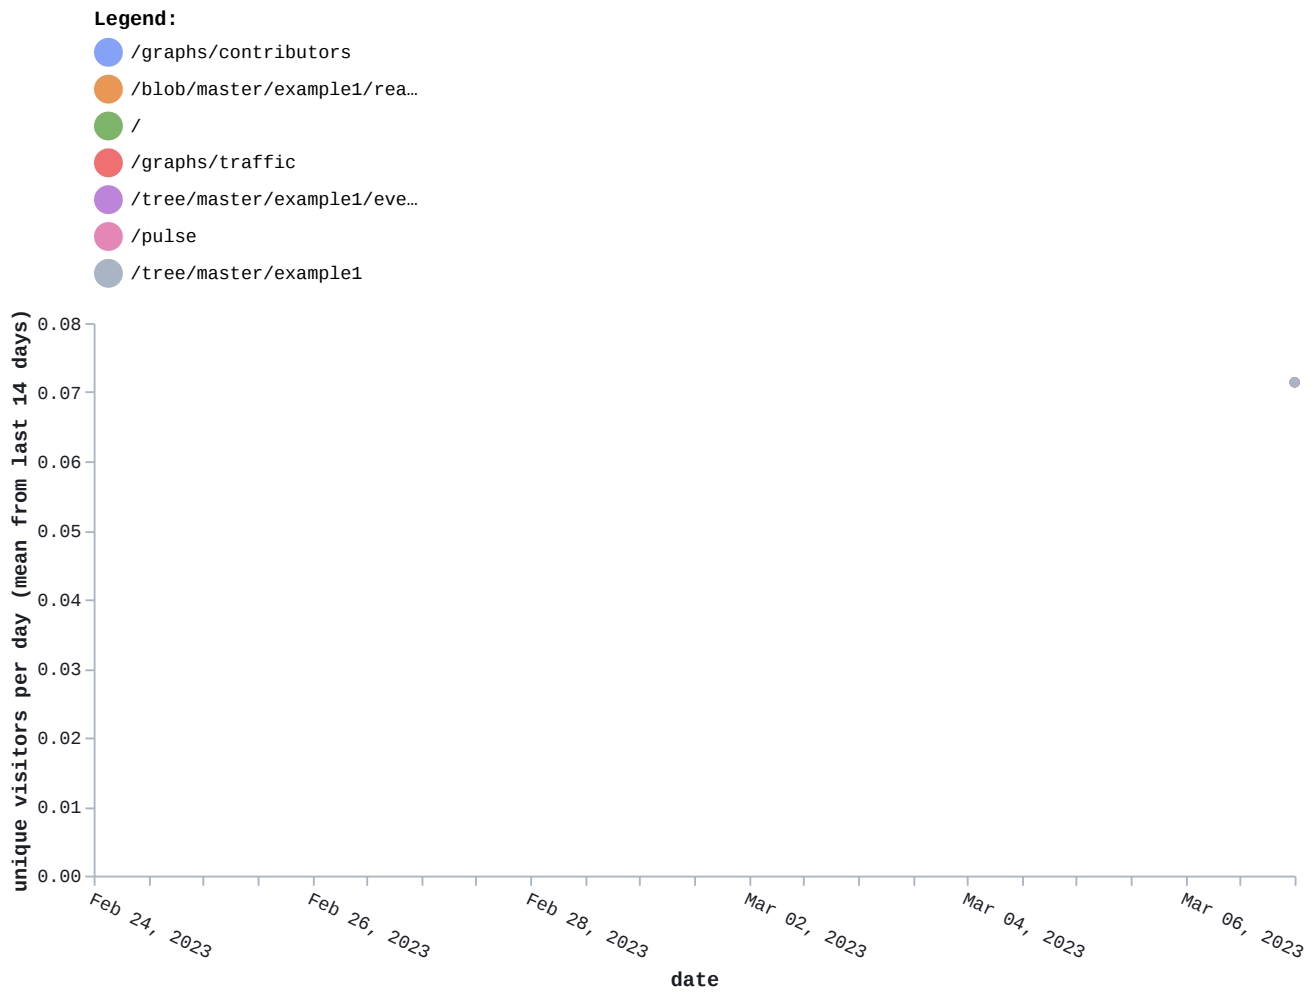 Legend:
/graphs/contributors
/blob/master/example1/rea…
/
/graphs/traffic
/tree/master/example1/eve…
/pulse
/tree/master/example1
unique visitors per day (mean from last 14 days)
0.08
0.07
0.06
0.05
0.04
0.03
0.02
0.01
0.00
Feb 24, 2023
Feb 26, 2023
Feb 28, 2023
Mar 02, 2023
Mar 04, 2023
Mar 06, 2023
date